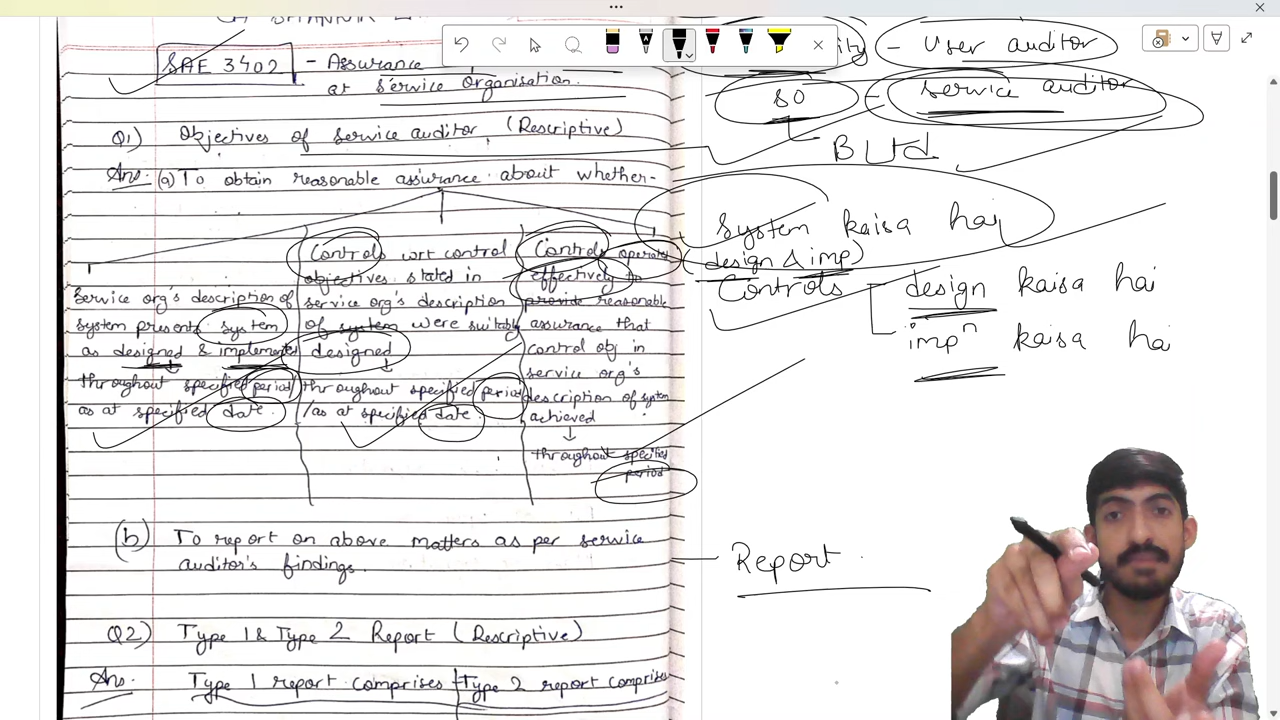 SAE 3402 - Assurance
at Service Organisation.
Q1) Objectives of service auditor. (Rescriptive)
Ans. (a) To obtain reasonable assurance about whether-
Service org's description of
system presents system
as designed & implemented
throughout specified period/
as at specified date.
Controls wrt control
objectives stated in
service org's description
of system were suitably
designed
throughout specified period
/as at specified date.
Controls operated
effectively to
provide reasonable
assurance that
control obj in
service org's
description of system
achieved
throughout specified
period
(b) To report on above matters as per service
auditor's findings.
Q2) Type 1 & Type 2 Report (Rescriptive)
Ans. Type 1 report comprises Type 2 report comprises
- User auditor
SO - service auditor
B Ltd
System kaisa hai
(design & imp)
Controls design kaisa hai
impⁿ kaisa ha
Report